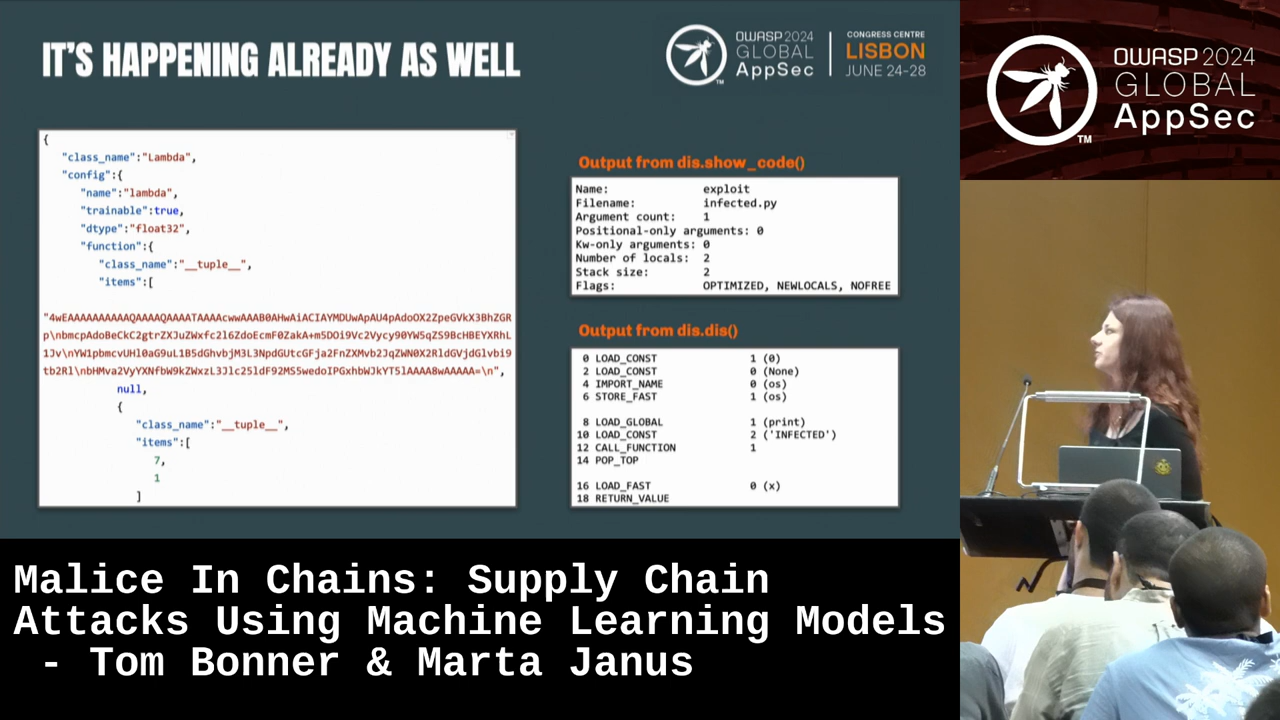 IT'S HAPPENING ALREADY AS WELL
OWASP 2024
GLOBAL
AppSec
TM
CONGRESS CENTRE
LISBON
JUNE 24-28
{
"class_name":"Lambda",
"config":{
"name":"lambda",
"trainable":true,
"dtype":"float32",
"function":{
"class_name":"__tuple__",
"items":[
null,
{
"class_name":"__tuple__",
"items":[
7,
1
]
Output from dis.show_code()
Name: exploit
Filename: infected.py
Argument count: 1
Positional-only arguments: 0
Kw-only arguments: 0
Number of locals: 2
Stack size: 2
Flags: OPTIMIZED, NEWLOCALS, NOFREE
Output from dis.dis()
0 LOAD_CONST 1 (0)
2 LOAD_CONST 0 (None)
4 IMPORT_NAME 0 (os)
6 STORE_FAST 1 (os)
8 LOAD_GLOBAL 1 (print)
10 LOAD_CONST 2 ('INFECTED')
12 CALL_FUNCTION 1
14 POP_TOP
16 LOAD_FAST 0 (x)
18 RETURN_VALUE
OWASP 2024
GLOBAL
AppSec
TM
Malice In Chains: Supply Chain
Attacks Using Machine Learning Models
- Tom Bonner & Marta Janus